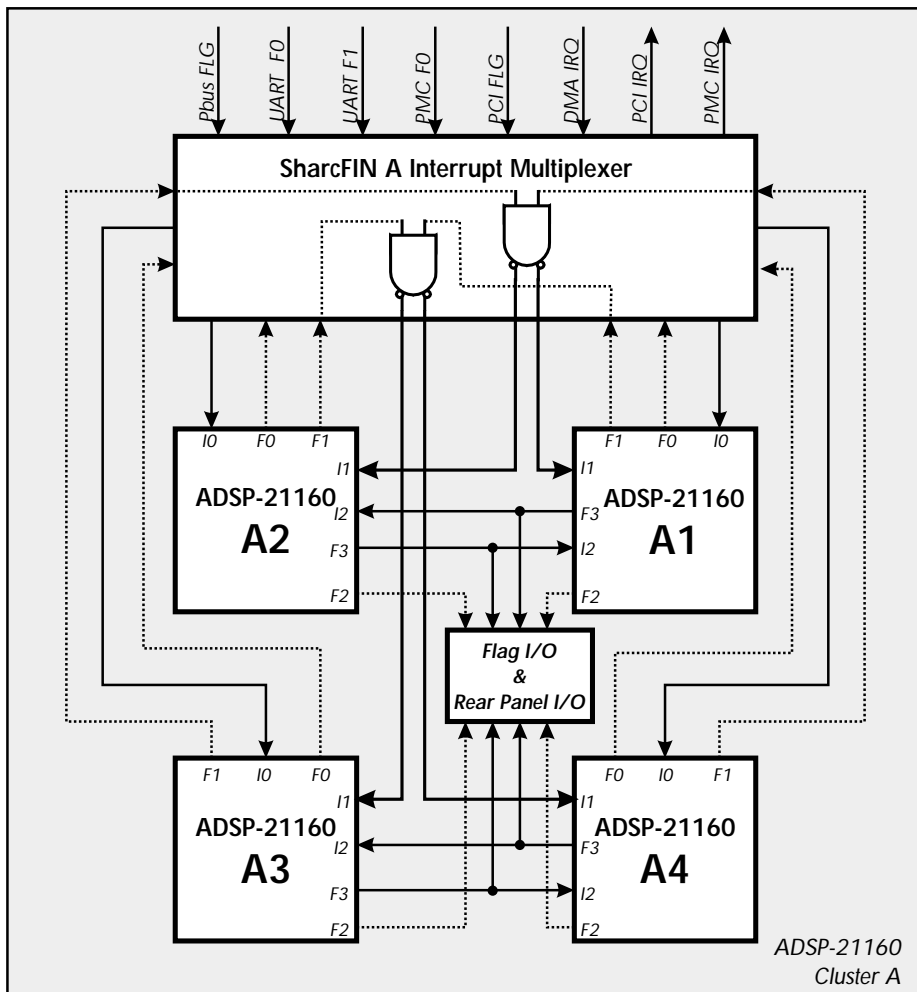 Pbus FLG
UART F0
UART F1
PMC F0
PCI FLG
DMA IRQ
PCI IRQ
PMC IRQ
SharcFIN A Interrupt Multiplexer
I0 F0 F1
I1
ADSP-21160
I2
A2
F3
F2
F1 F0 I0
I1
ADSP-21160
F3
A1
I2
F2
Flag I/O
&
Rear Panel I/O
F1 I0 F0
I1
ADSP-21160
I2
A3
F3
F2
F0 I0 F1
I1
ADSP-21160
F3
A4
I2
F2
ADSP-21160
Cluster A